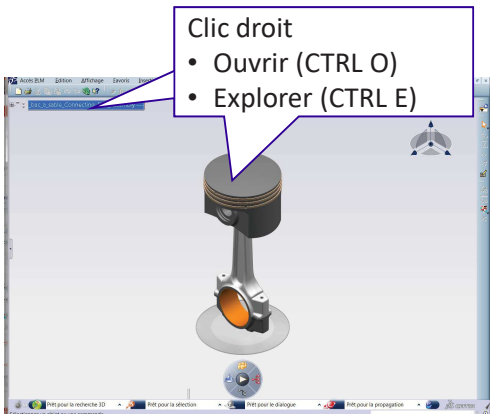 Clic droit
• Ouvrir (CTRL O)
• Explorer (CTRL E)
Accès ELM Edition Affichage Favoris
Prêt pour la recherche 3D Prêt pour la sélection Prêt pour le dialogue Prêt pour la propagation